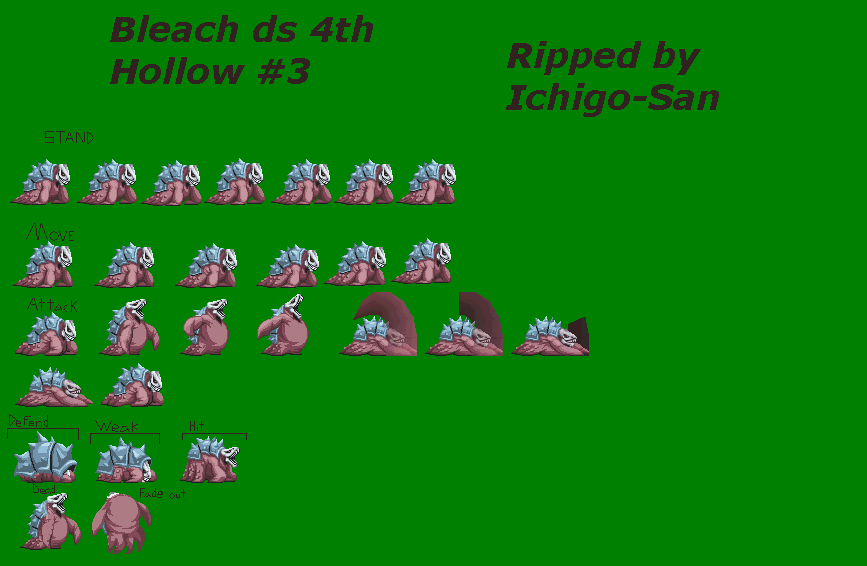 Bleach ds 4th
Hollow #3
Ripped by
Ichigo-San
STAND
Move
Attack
Defend
Weak
Hit
Dead
Fade out